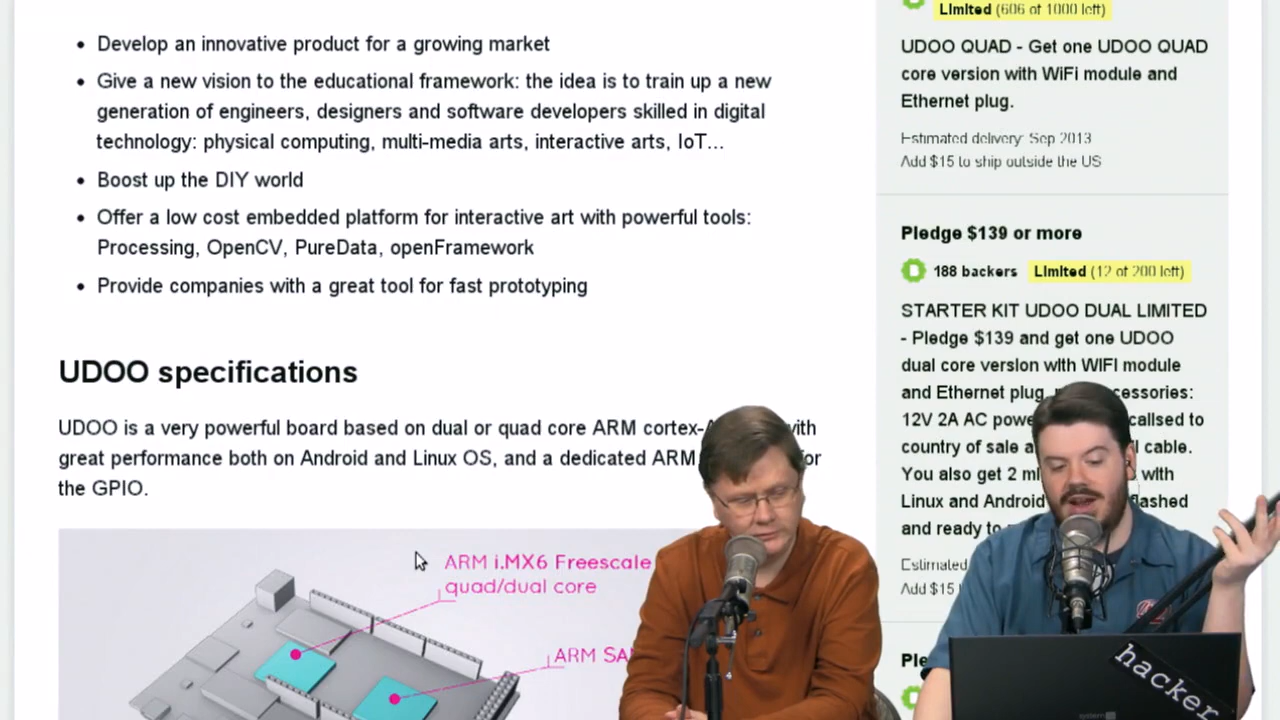 Develop an innovative product for a growing market
Give a new vision to the educational framework: the idea is to train up a new
generation of engineers, designers and software developers skilled in digital
technology: physical computing, multi-media arts, interactive arts, IoT...
Boost up the DIY world
Offer a low cost embedded platform for interactive art with powerful tools:
Processing, OpenCV, PureData, openFramework
Provide companies with a great tool for fast prototyping
UDOO specifications
UDOO is a very powerful board based on dual or quad core ARM cortex-
with
great performance both on Android and Linux OS, and a dedicated ARM
for
the GPIO.
ARM i.MX6 Freescale
quad/dual core
ARM SA
Limited (606 of 1000 left)
UDOO QUAD - Get one UDOO QUAD
core version with WiFi module and
Ethernet plug.
Estimated delivery: Sep 2013
Add $15 to ship outside the US
Pledge $139 or more
188 backers Limited (12 of 200 left)
STARTER KIT UDOO DUAL LIMITED
- Pledge $139 and get one UDOO
dual core version with WIFI module
and Ethernet plug, ccessories:
12V 2A AC powe callsed to
country of sale a l cable.
You also get 2 mi with
Linux and Android flashed
and ready to
Estimated
Add $15
Ple
hacker